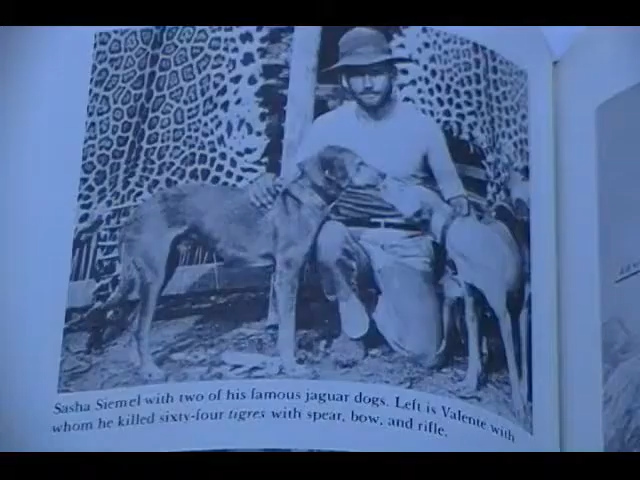 Sasha Siemel with two of his famous jaguar dogs. Left is Valente with
whom he killed sixty-four tigres with spear, bow, and rifle.